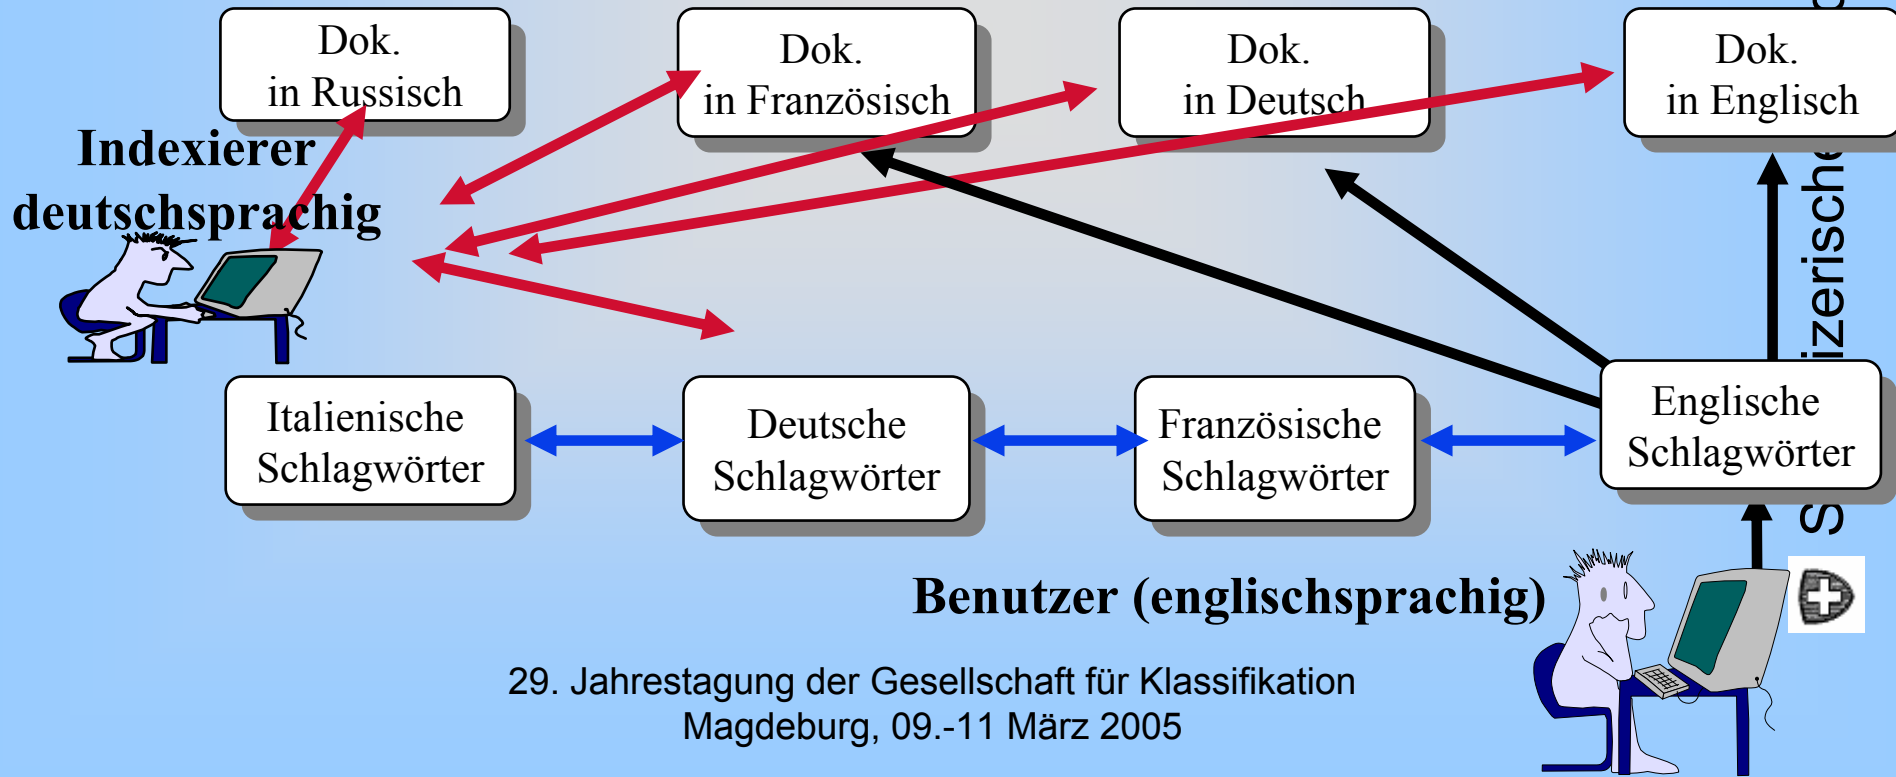 Dok.
in Russisch
Dok.
in Französisch
Dok.
in Deutsch
Dok.
in Englisch
Indexierer
deutschsprachig
Italienische
Schlagwörter
Deutsche
Schlagwörter
Französische
Schlagwörter
Englische
Schlagwörter
Benutzer (englischsprachig)
29. Jahrestagung der Gesellschaft für Klassifikation
Magdeburg, 09.-11 März 2005